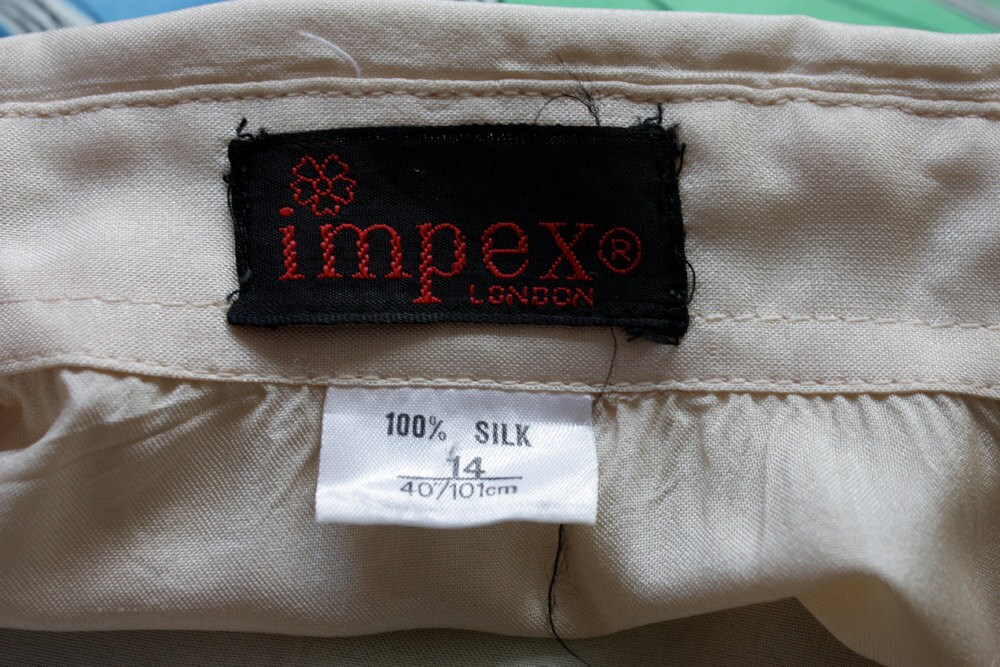 impex®
LONDON
100% SILK
14
40"/101cm